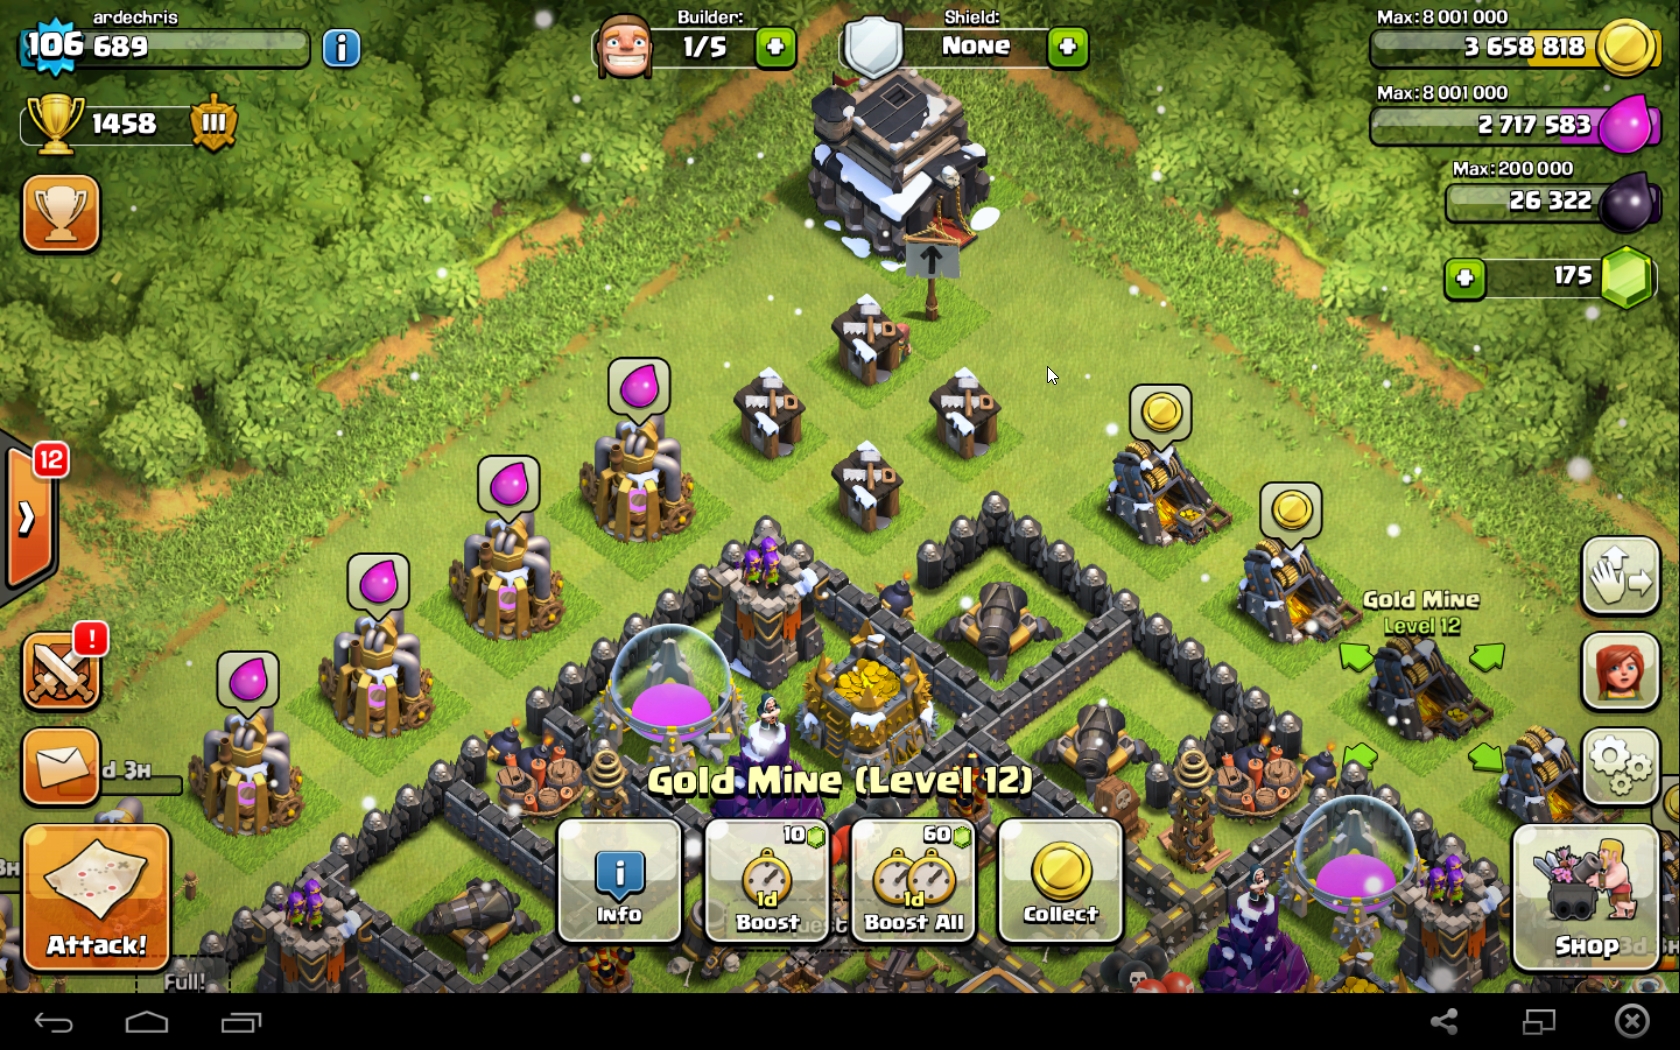 ardechris
106 689
1458
III
Builder:
1/5
Shield:
None
Max: 8 001 000
3 658 818
Max: 8 001 000
2 717 583
Max: 200 000
26 322
175
12
!
d 3H
Attack!
Full!
Gold Mine
Level 12
Gold Mine (Level 12)
i
Info
10
1d
Boost
60
1d
Boost All
Collect
Shop
3d